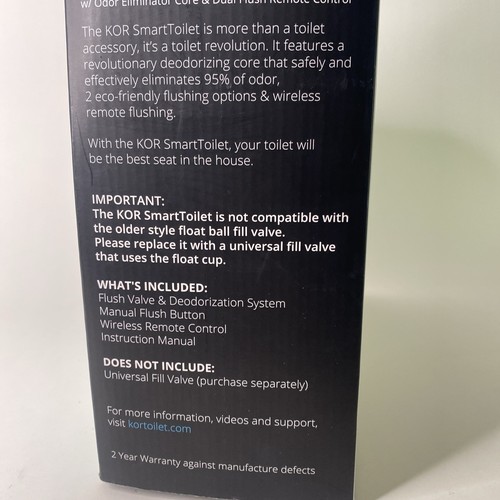 w/ Odor Eliminator Core & Dual Flush Remote Control
The KOR SmartToilet is more than a toilet
accessory, it's a toilet revolution. It features a
revolutionary deodorizing core that safely and
effectively eliminates 95% of odor,
2 eco-friendly flushing options & wireless
remote flushing.
With the KOR SmartToilet, your toilet will
be the best seat in the house.
IMPORTANT:
The KOR SmartToilet is not compatible with
the older style float ball fill valve.
Please replace it with a universal fill valve
that uses the float cup.
WHAT'S INCLUDED:
Flush Valve & Deodorization System
Manual Flush Button
Wireless Remote Control
Instruction Manual
DOES NOT INCLUDE:
Universal Fill Valve (purchase separately)
For more information, videos and support,
visit kortoilet.com
2 Year Warranty against manufacture defects